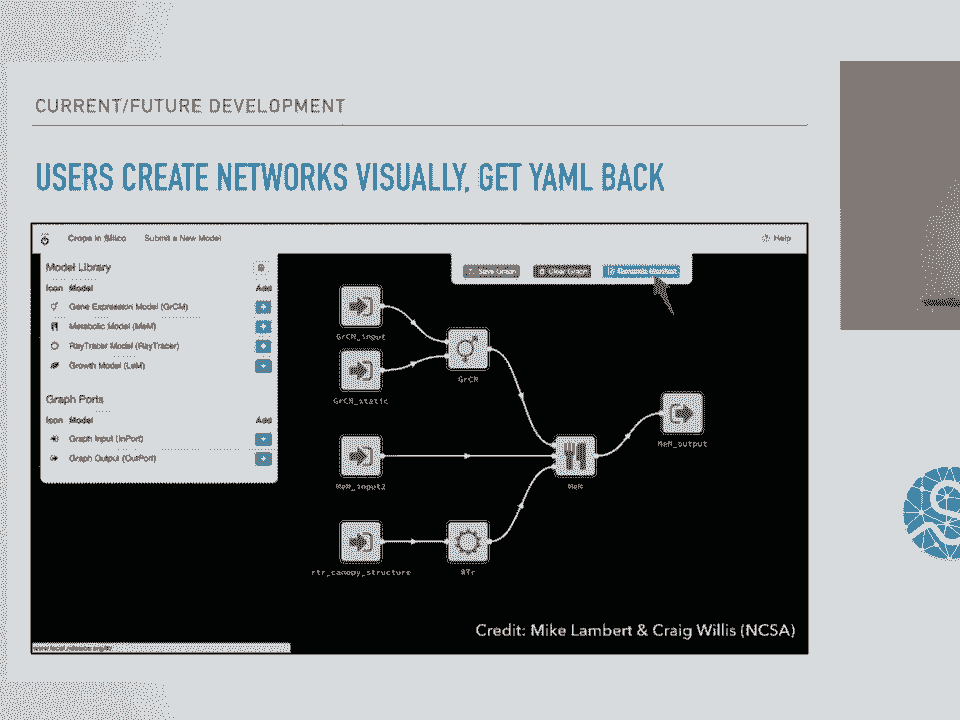 CURRENT/FUTURE DEVELOPMENT
USERS CREATE NETWORKS VISUALLY, GET YAML BACK
Crops in Silico Submit a New Model Help
Save Graph Clear Graph Generate Manifest
Model Library
Icon Model Add
Gene Expression Model (GrCM)
Metabolic Model (MeM)
RayTracer Model (RayTracer)
Growth Model (LeM)
Graph Ports
Icon Model Add
Graph Input (InPort)
Graph Output (OutPort)
GrCM_input
GrCM
GrCM_static
MeM_output
MeM_input2
MeM
rtr_canopy_structure
RTr
Credit: Mike Lambert & Craig Willis (NCSA)